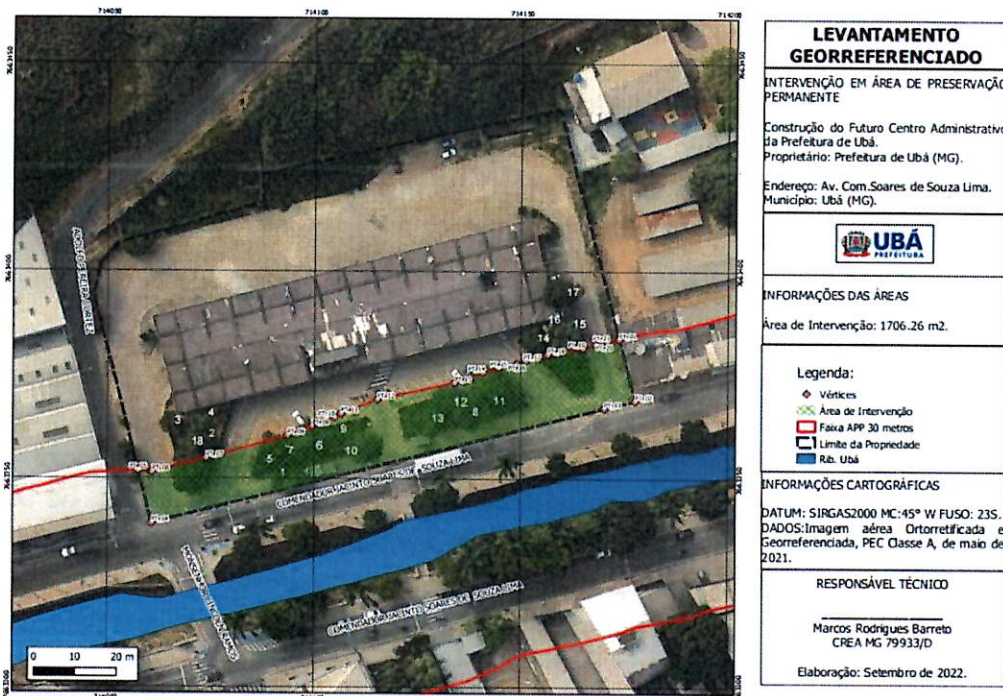 LEVANTAMENTO
GEORREFERENCIADO
INTERVENÇÃO EM ÁREA DE PRESERVAÇÃO
PERMANENTE
Construção do Futuro Centro Administrativo
da Prefeitura de Ubá.
Proprietário: Prefeitura de Ubá (MG).
Endereço: Av. Com.Soares de Souza Lima.
Município: Ubá (MG).
UBÁ
PREFEITURA
INFORMAÇÕES DAS ÁREAS
Área de Intervenção: 1706.26 m2.
Legenda:
Vértices
Área de Intervenção
Faixa APP 30 metros
Limite da Propriedade
Rib. Ubá
INFORMAÇÕES CARTOGRÁFICAS
DATUM: SIRGAS2000 MC:45° W FUSO: 23S.
DADOS:Imagem aérea Ortorretificada e
Georreferenciada, PEC Classe A, de maio de
2021.
RESPONSÁVEL TÉCNICO
Marcos Rodrigues Barreto
CREA MG 79933/D
Elaboração: Setembro de 2022.
714100
714150
714200
7663400
7663350
17
16
15
14
3
4
2
18
12
11
8
13
9
6
7
5
10
1
COMENDADOR JACINTO SOARES DE SOUZA LIMA
COMENDADOR JACINTO SOARES DE SOUZA LIMA
0 10 20 m